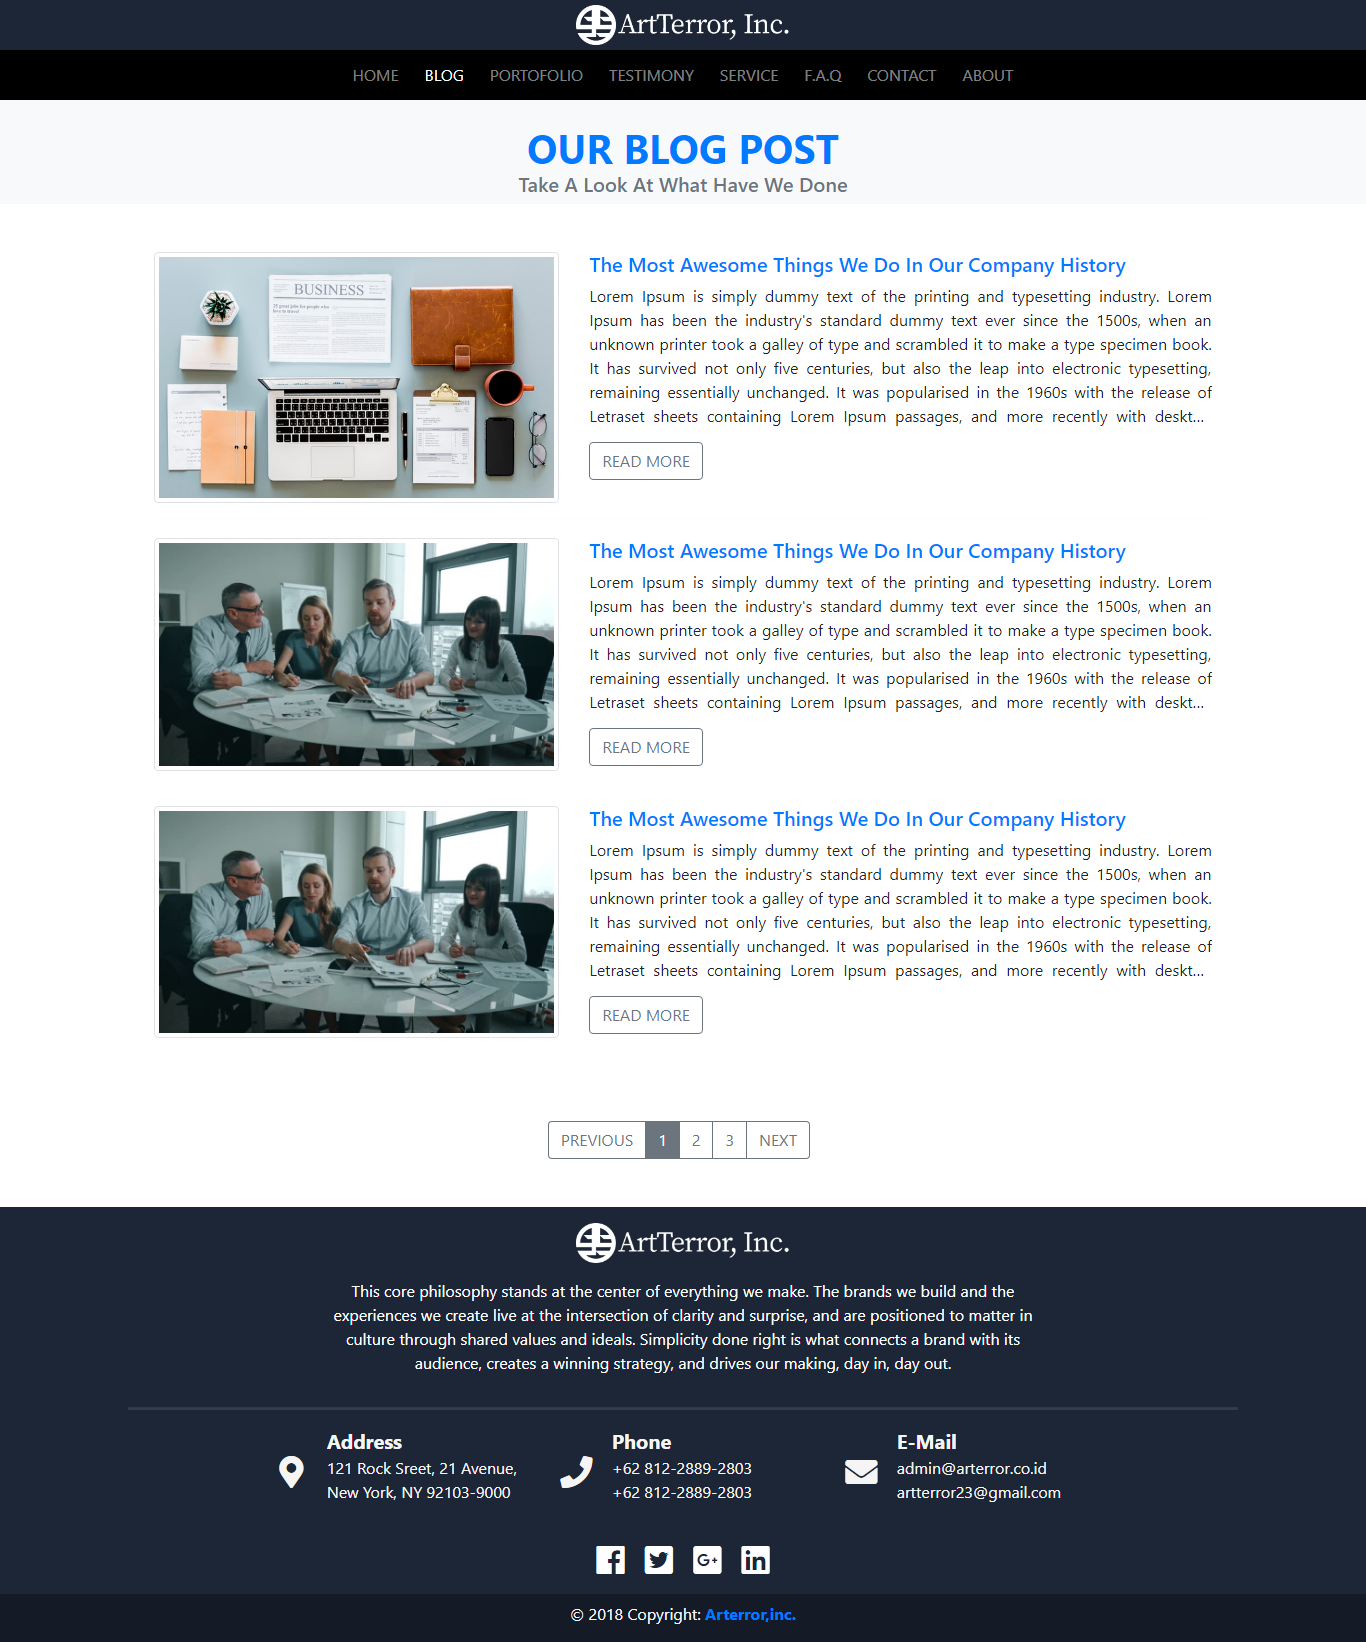 ArtTerror, Inc.
HOME BLOG PORTOFOLIO TESTIMONY SERVICE F.A.Q CONTACT ABOUT
OUR BLOG POST
Take A Look At What Have We Done
BUSINESS
The Most Awesome Things We Do In Our Company History
Lorem Ipsum is simply dummy text of the printing and typesetting industry. Lorem
Ipsum has been the industry's standard dummy text ever since the 1500s, when an
unknown printer took a galley of type and scrambled it to make a type specimen book.
It has survived not only five centuries, but also the leap into electronic typesetting,
remaining essentially unchanged. It was popularised in the 1960s with the release of
Letraset sheets containing Lorem Ipsum passages, and more recently with deskt...
READ MORE
The Most Awesome Things We Do In Our Company History
Lorem Ipsum is simply dummy text of the printing and typesetting industry. Lorem
Ipsum has been the industry's standard dummy text ever since the 1500s, when an
unknown printer took a galley of type and scrambled it to make a type specimen book.
It has survived not only five centuries, but also the leap into electronic typesetting,
remaining essentially unchanged. It was popularised in the 1960s with the release of
Letraset sheets containing Lorem Ipsum passages, and more recently with deskt...
READ MORE
The Most Awesome Things We Do In Our Company History
Lorem Ipsum is simply dummy text of the printing and typesetting industry. Lorem
Ipsum has been the industry's standard dummy text ever since the 1500s, when an
unknown printer took a galley of type and scrambled it to make a type specimen book.
It has survived not only five centuries, but also the leap into electronic typesetting,
remaining essentially unchanged. It was popularised in the 1960s with the release of
Letraset sheets containing Lorem Ipsum passages, and more recently with deskt...
READ MORE
PREVIOUS 1 2 3 NEXT
ArtTerror, Inc.
This core philosophy stands at the center of everything we make. The brands we build and the
experiences we create live at the intersection of clarity and surprise, and are positioned to matter in
culture through shared values and ideals. Simplicity done right is what connects a brand with its
audience, creates a winning strategy, and drives our making, day in, day out.
Address
121 Rock Sreet, 21 Avenue,
New York, NY 92103-9000
Phone
+62 812-2889-2803
+62 812-2889-2803
E-Mail
admin@arterror.co.id
artterror23@gmail.com
© 2018 Copyright: Arterror,inc.